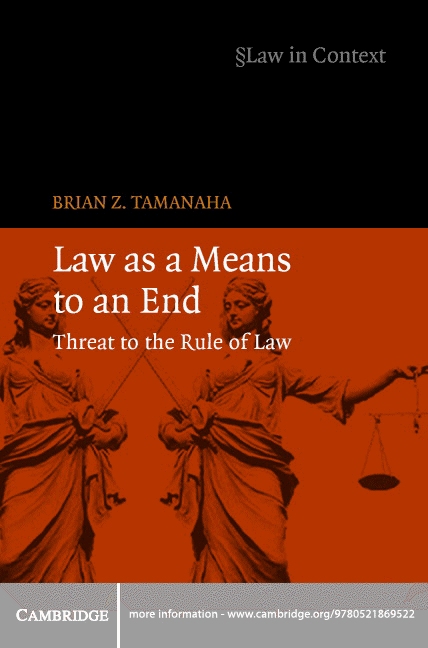 §Law in Context
BRIAN Z. TAMANAHA
Law as a Means
to an End
Threat to the Rule of Law
CAMBRIDGE
more information - www.cambridge.org/9780521869522